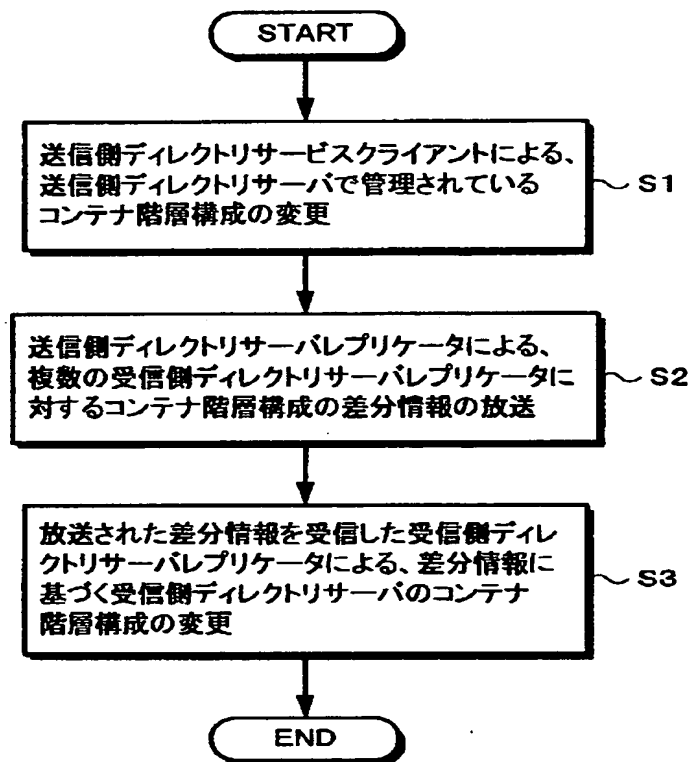 START
送信側ディレクトリサービスクライアントによる、
送信側ディレクトリサーバで管理されている
コンテナ階層構成の変更
S1
送信側ディレクトリサーバレプリケータによる、
複数の受信側ディレクトリサーバレプリケータに
対するコンテナ階層構成の差分情報の放送
S2
放送された差分情報を受信した受信側ディレ
クトリサーバレプリケータによる、差分情報に
基づく受信側ディレクトリサーバのコンテナ
階層構成の変更
S3
END